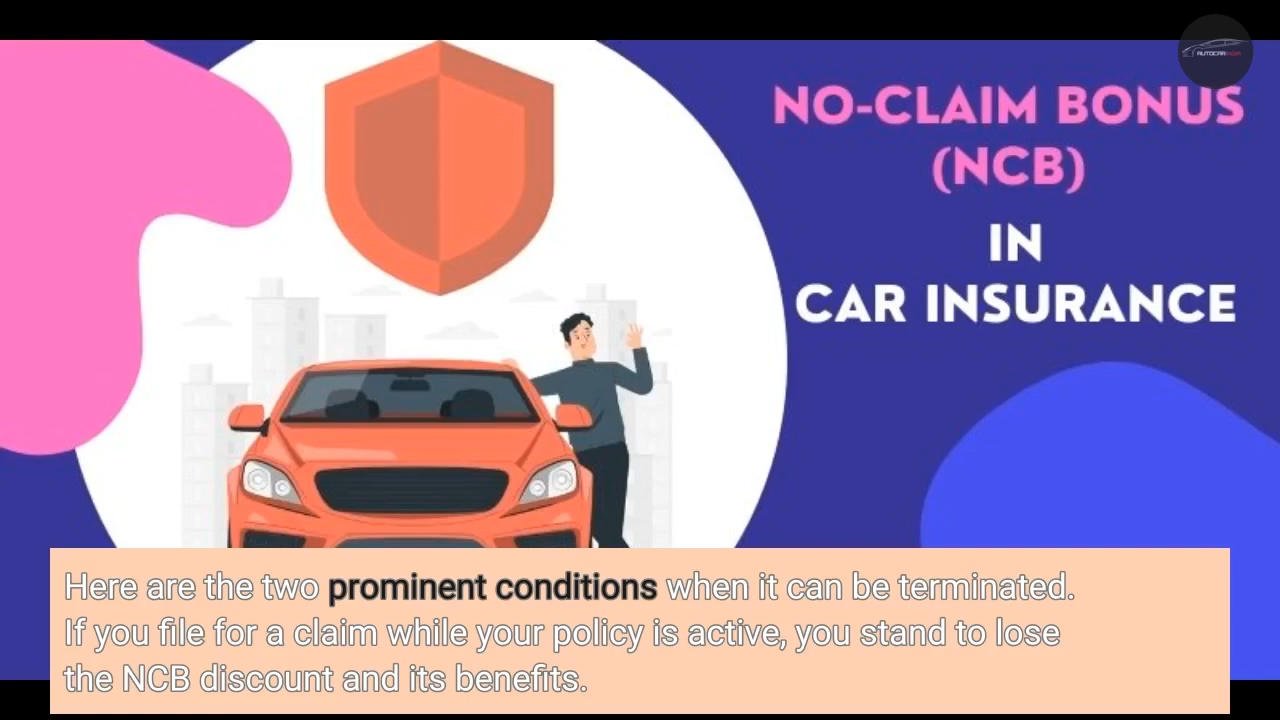 AUTOCARINDIA
NO-CLAIM BONUS
(NCB)
IN
CAR INSURANCE
Here are the two prominent conditions when it can be terminated.
If you file for a claim while your policy is active, you stand to lose
the NCB discount and its benefits.